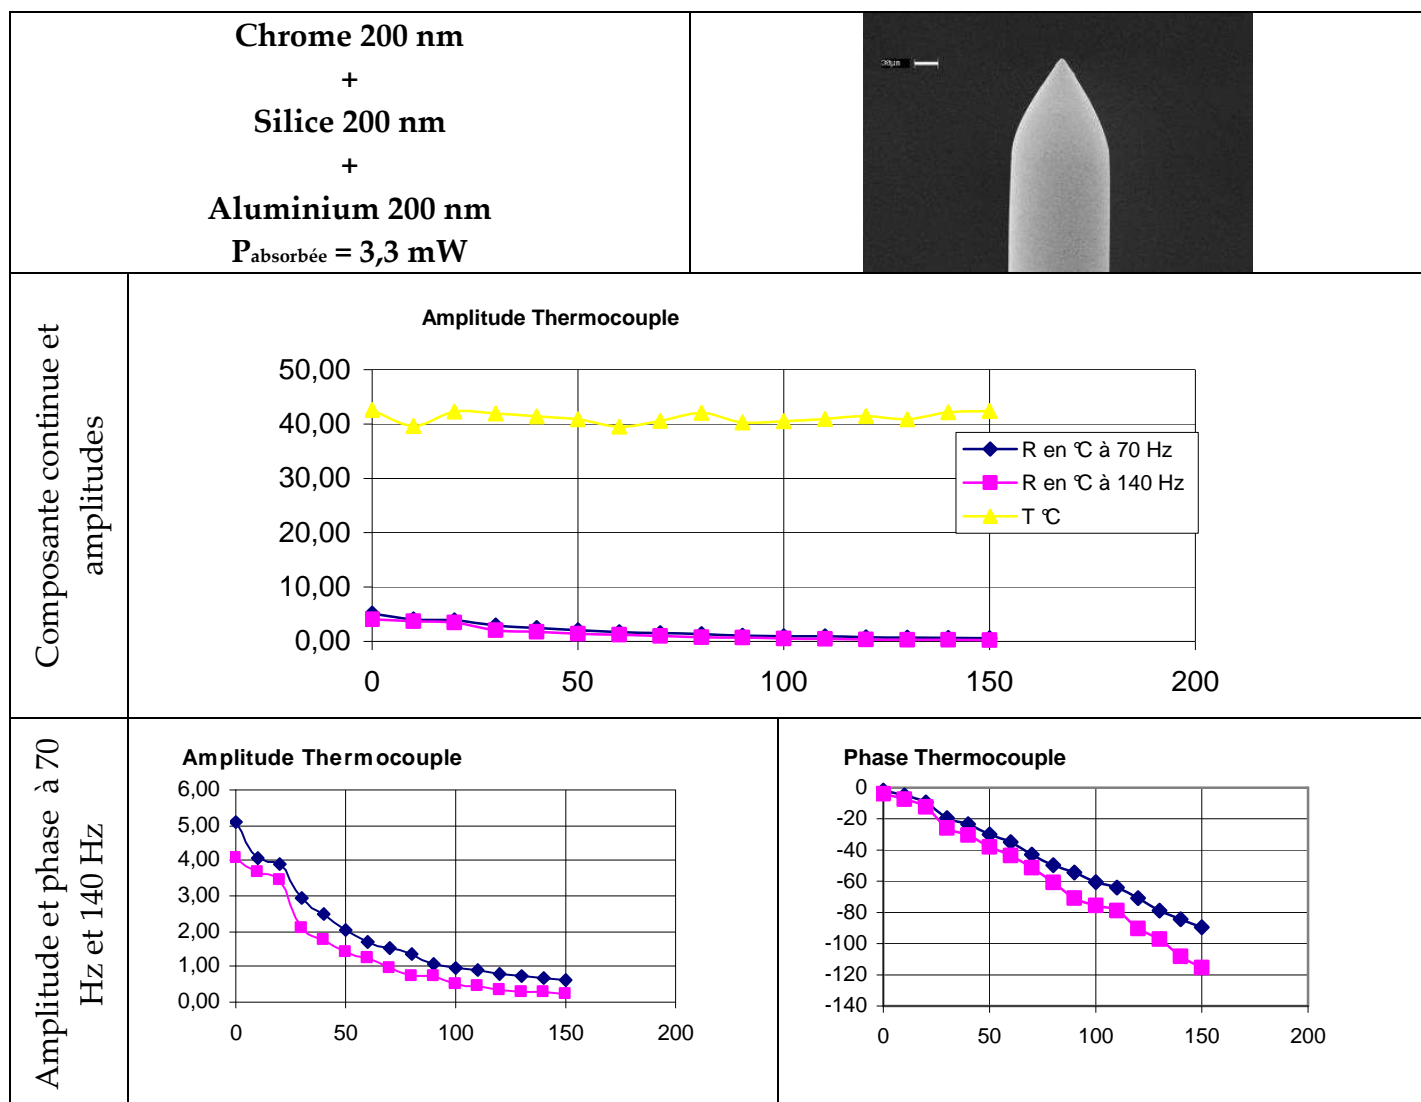 Chrome 200 nm
+
Silice 200 nm
+
Aluminium 200 nm
Pabsorbée = 3,3 mW
30µm
Composante continue et
amplitudes
Amplitude Thermocouple
50,00
40,00
30,00
20,00
10,00
0,00
0 50 100 150 200
R en °C à 70 Hz
R en °C à 140 Hz
T °C
Amplitude et phase à 70
Hz et 140 Hz
Amplitude Thermocouple
6,00
5,00
4,00
3,00
2,00
1,00
0,00
0 50 100 150 200
Phase Thermocouple
0
-20
-40
-60
-80
-100
-120
-140
0 50 100 150 200